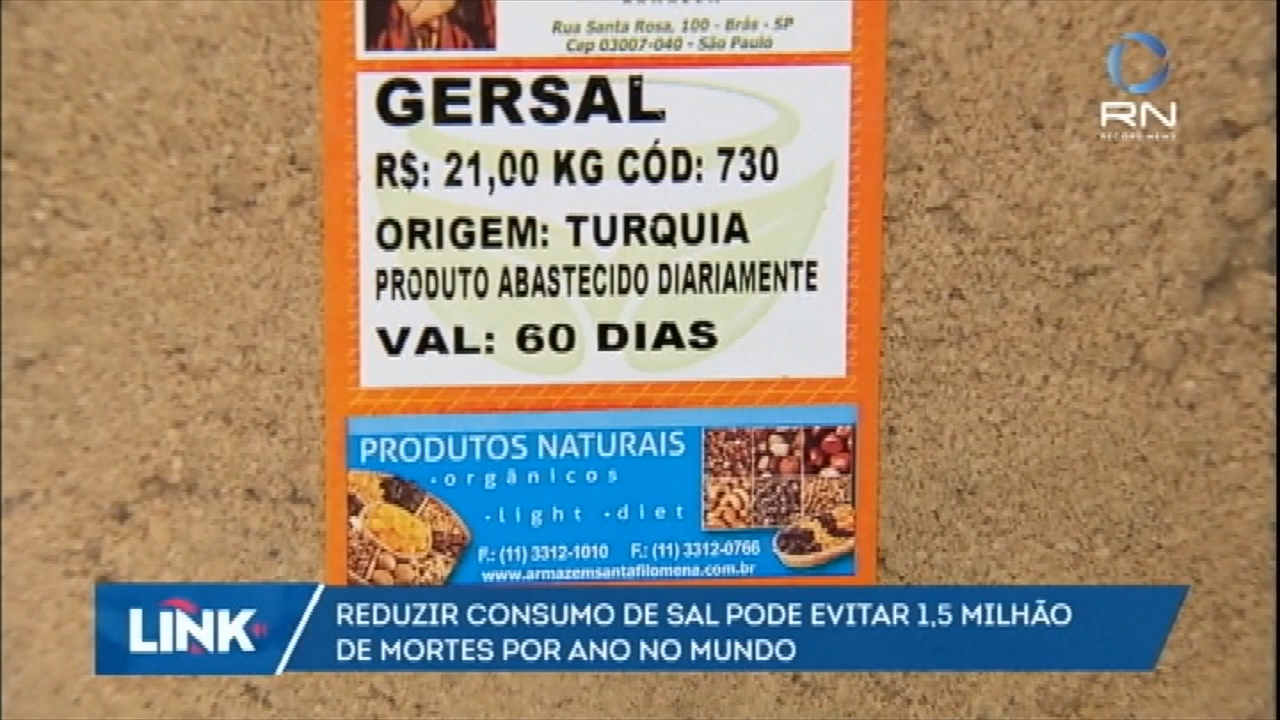 Rua Santa Rosa, 100 - Brás - SP
Cep 03007-040 - São Paulo
RN
RECORD NEWS
GERSAL
R$: 21,00 KG CÓD: 730
ORIGEM: TURQUIA
PRODUTO ABASTECIDO DIARIAMENTE
VAL: 60 DIAS
PRODUTOS NATURAIS
•orgânicos
•light •diet
F.: (11) 3312-1010 F.: (11) 3312-0766
www.armazemsantafilomena.com.br
LINK
REDUZIR CONSUMO DE SAL PODE EVITAR 1,5 MILHÃO
DE MORTES POR ANO NO MUNDO